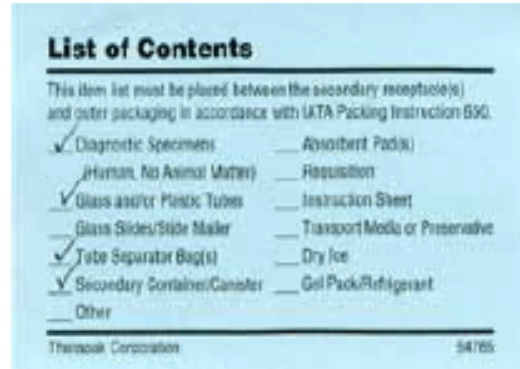 List of Contents
This item list must be placed between the secondary receptacle(s)
and outer packaging in accordance with IATA Packing Instruction 650.
✓ Diagnostic Specimens
(Human, No Animal Matter)
✓ Glass and/or Plastic Tubes
Glass Slides/Slide Mailer
✓ Tube Separator Bag(s)
✓ Secondary Container/Canister
Other
Absorbent Pad(s)
Requisition
Instruction Sheet
Transport Media or Preservative
Dry Ice
Gel Pack/Refrigerant
Therapak Corporation
54765